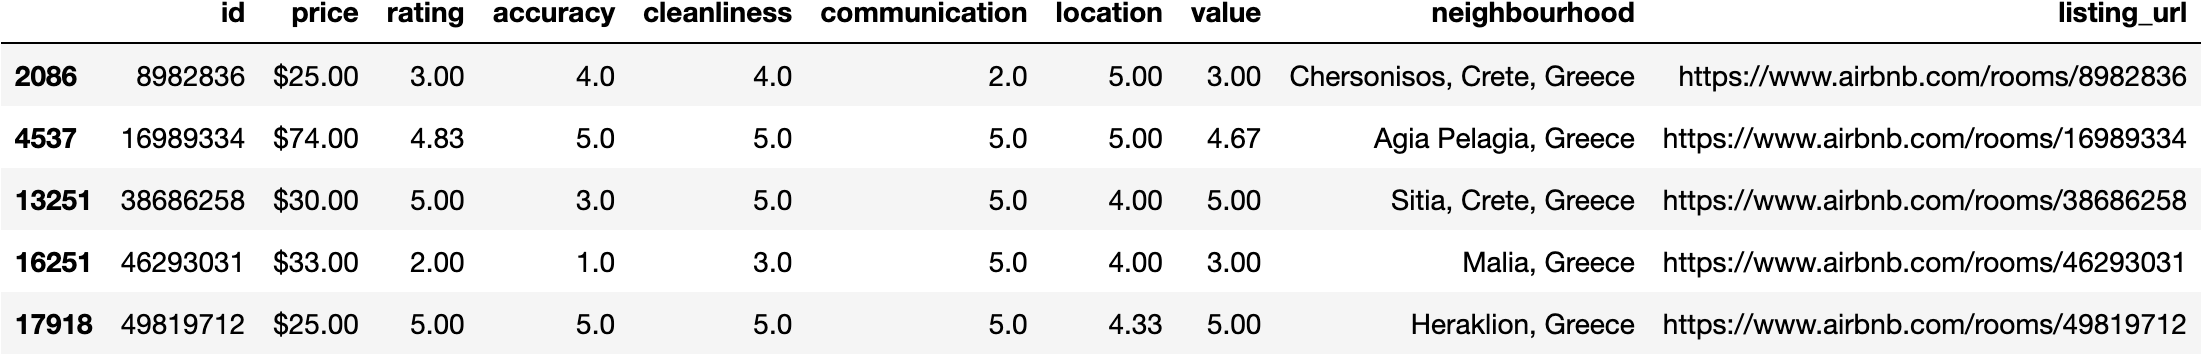 id price rating accuracy cleanliness communication location value neighbourhood listing_url
2086 8982836 $25.00 3.00 4.0 4.0 2.0 5.00 3.00 Chersonisos, Crete, Greece https://www.airbnb.com/rooms/8982836
4537 16989334 $74.00 4.83 5.0 5.0 5.0 5.00 4.67 Agia Pelagia, Greece https://www.airbnb.com/rooms/16989334
13251 38686258 $30.00 5.00 3.0 5.0 5.0 4.00 5.00 Sitia, Crete, Greece https://www.airbnb.com/rooms/38686258
16251 46293031 $33.00 2.00 1.0 3.0 5.0 4.00 3.00 Malia, Greece https://www.airbnb.com/rooms/46293031
17918 49819712 $25.00 5.00 5.0 5.0 5.0 4.33 5.00 Heraklion, Greece https://www.airbnb.com/rooms/49819712